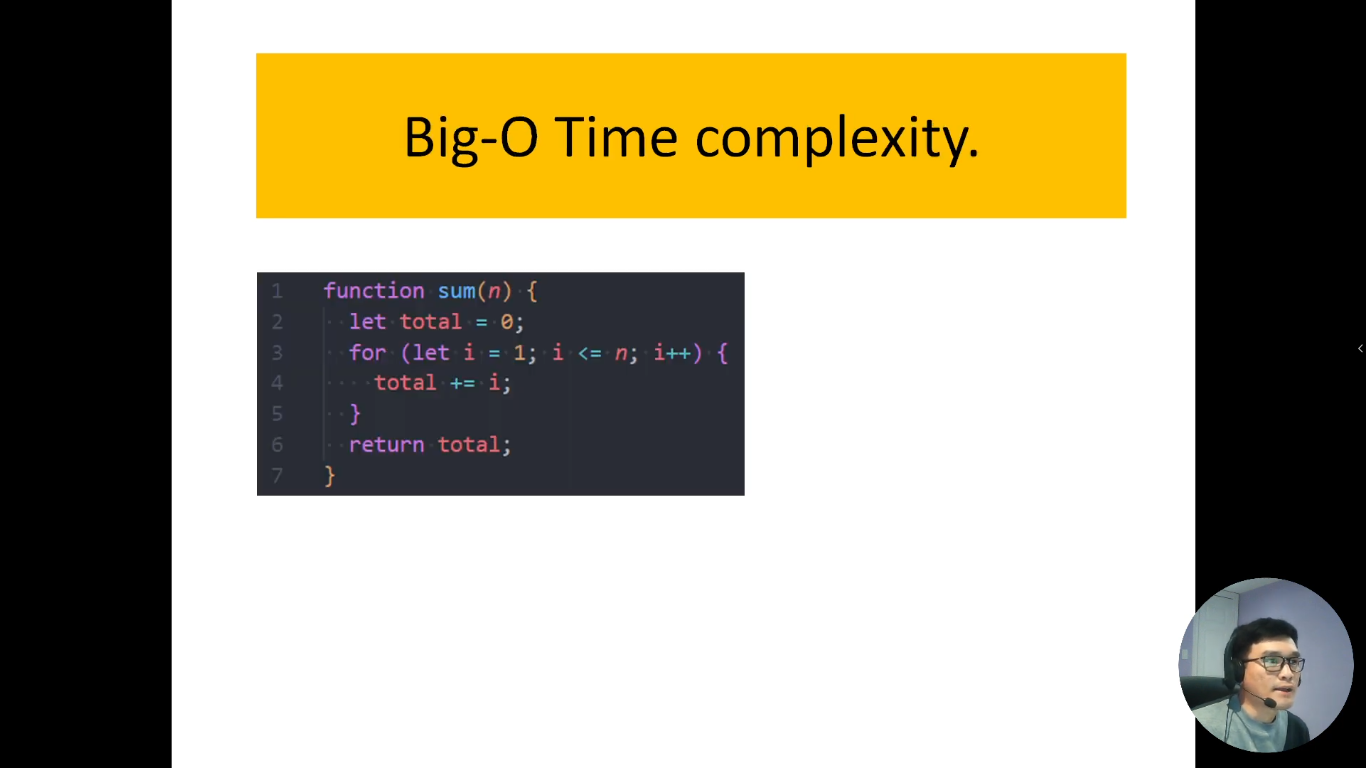 Big-O Time complexity.
1 function sum(n) {
2 let total = 0;
3 for (let i = 1; i <= n; i++) {
4 total += i;
5 }
6 return total;
7 }